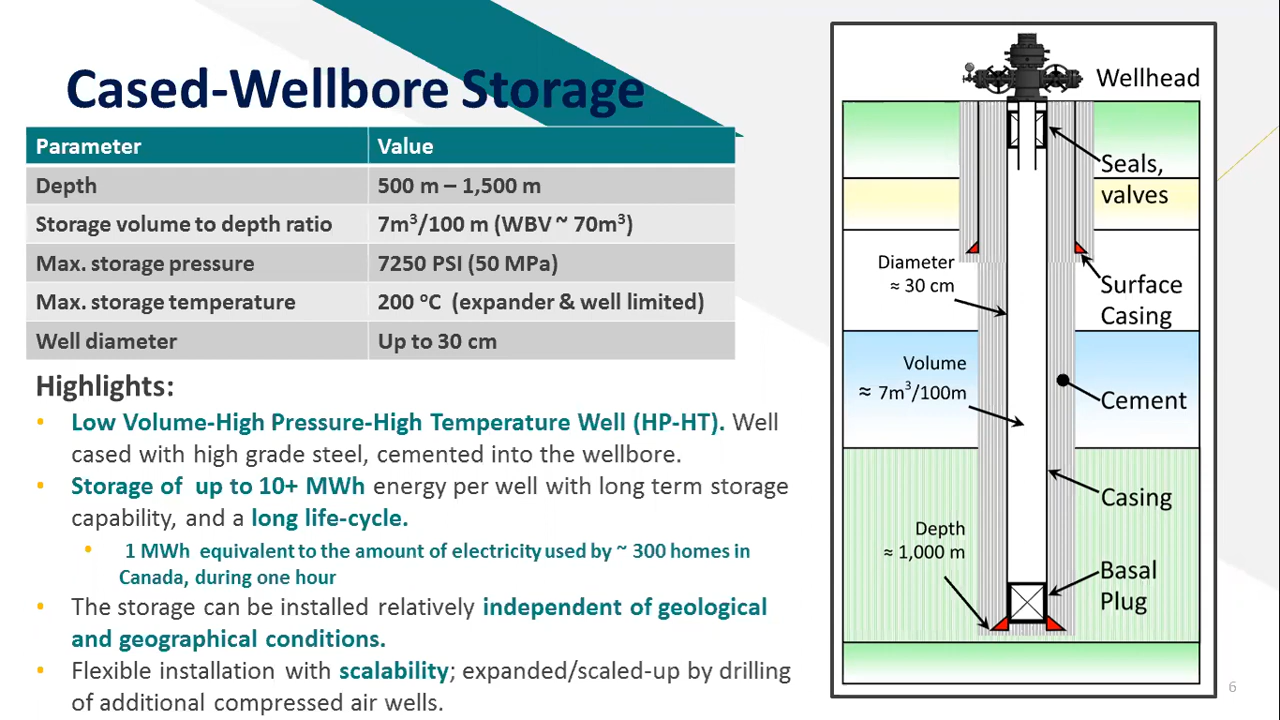 Cased-Wellbore Storage
Parameter Value
Depth 500 m – 1,500 m
Storage volume to depth ratio 7m³/100 m (WBV ~ 70m³)
Max. storage pressure 7250 PSI (50 MPa)
Max. storage temperature 200 °C (expander & well limited)
Well diameter Up to 30 cm
Highlights:
• Low Volume-High Pressure-High Temperature Well (HP-HT). Well
cased with high grade steel, cemented into the wellbore.
• Storage of up to 10+ MWh energy per well with long term storage
capability, and a long life-cycle.
• 1 MWh equivalent to the amount of electricity used by ~ 300 homes in
Canada, during one hour
• The storage can be installed relatively independent of geological
and geographical conditions.
• Flexible installation with scalability; expanded/scaled-up by drilling
of additional compressed air wells.
Wellhead
Seals,
valves
Diameter
≈ 30 cm
Surface
Casing
Volume
≈ 7m³/100m
Cement
Casing
Depth
≈ 1,000 m
Basal
Plug
6